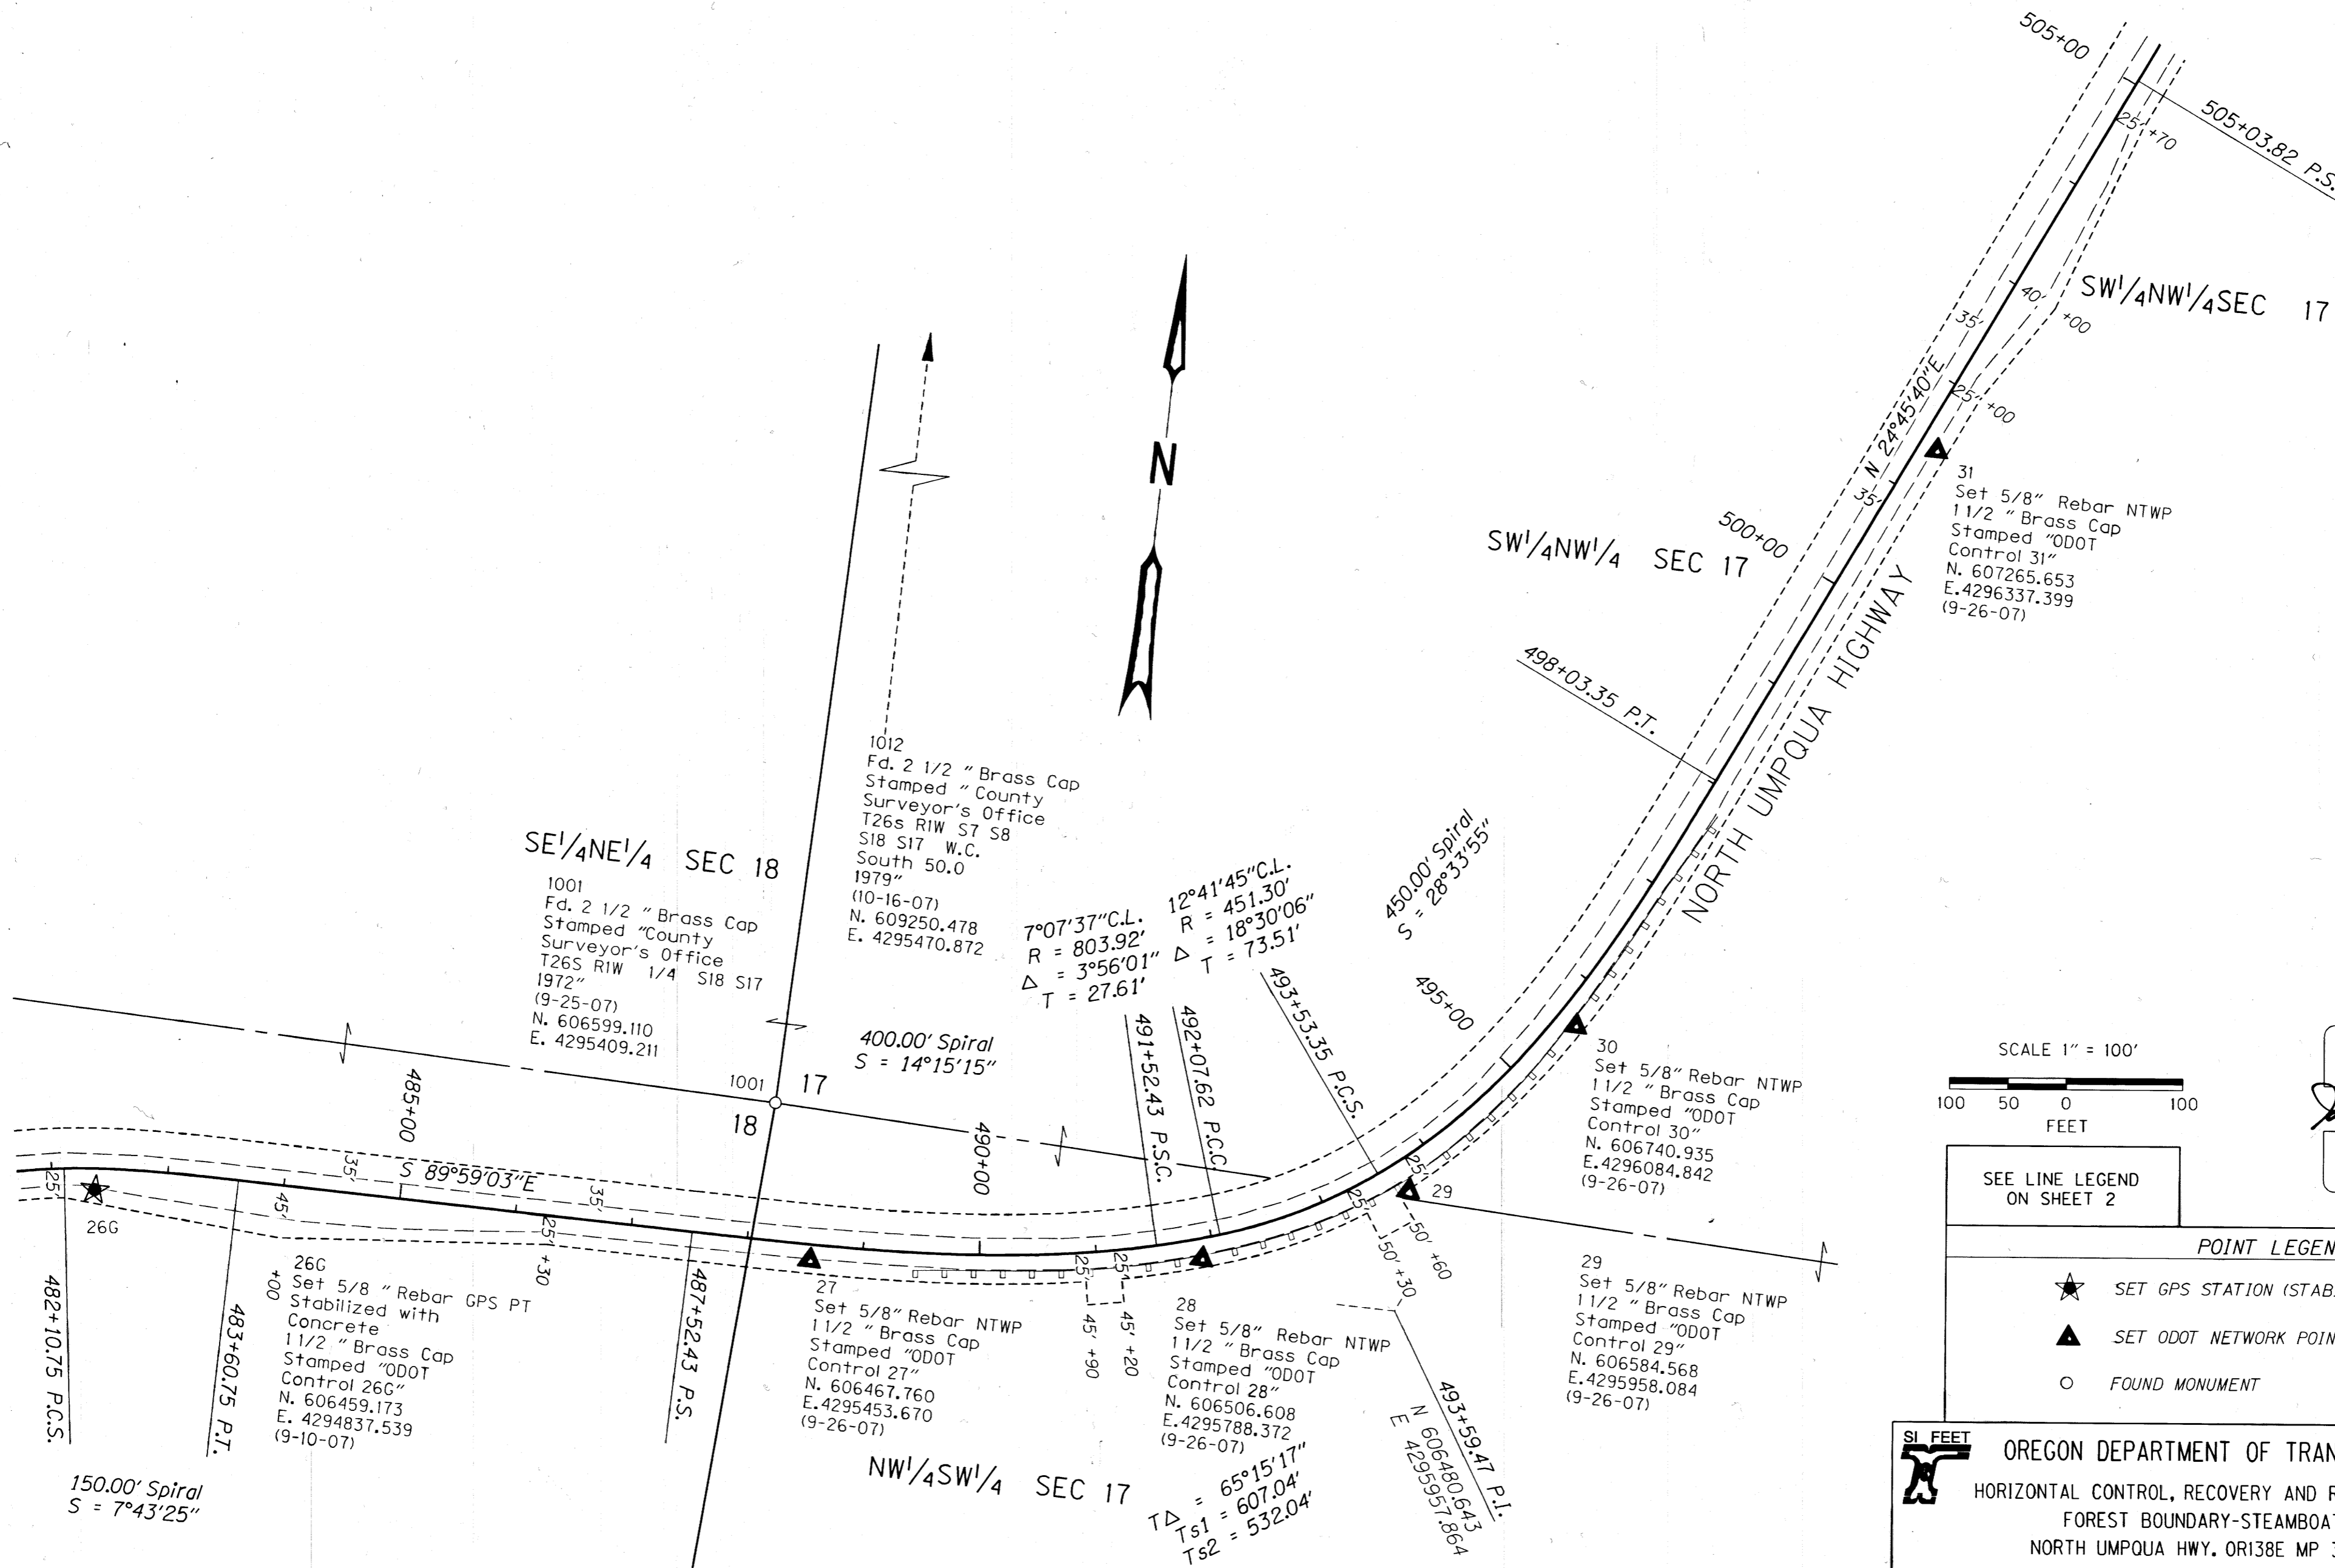 505+00
505+03.82 P.S.
25' +70
SW¹/₄NW¹/₄SEC 17
40'
+00
35'
25' +00
N 24°45'40"E
35'
31
Set 5/8" Rebar NTWP
1 1/2 " Brass Cap
Stamped "ODOT
Control 31"
N. 607265.653
E.4296337.399
(9-26-07)
500+00
SW¹/₄NW¹/₄ SEC 17
NORTH UMPQUA HIGHWAY
498+03.35 P.T.
N
1012
Fd. 2 1/2 " Brass Cap
Stamped " County
Surveyor's Office
T26s R1W S7 S8
S18 S17 W.C.
South 50.0
1979"
(10-16-07)
N. 609250.478
E. 4295470.872
SE¹/₄NE¹/₄ SEC 18
1001
Fd. 2 1/2 " Brass Cap
Stamped "County
Surveyor's Office
T26S R1W 1/4 S18 S17
1972"
(9-25-07)
N. 606599.110
E. 4295409.211
7°07'37"C.L.
R = 803.92'
Δ = 3°56'01"
T = 27.61'
12°41'45"C.L.
R = 451.30'
Δ = 18°30'06"
T = 73.51'
450.00' Spiral
S = 28°33'55"
400.00' Spiral
S = 14°15'15"
491+52.43 P.S.C.
492+07.62 P.C.C.
493+53.35 P.C.S.
495+00
1001
17
18
485+00
490+00
30
Set 5/8" Rebar NTWP
1 1/2 " Brass Cap
Stamped "ODOT
Control 30"
N. 606740.935
E.4296084.842
(9-26-07)
SCALE 1" = 100'
100 50 0 100
FEET
SEE LINE LEGEND
ON SHEET 2
25'
26G
35'
S 89°59'03"E
45'
35'
25' +30
+00
25'
25'
45' +90
45' +20
25'
25'
50' +30
50' +60
29
482+10.75 P.C.S.
483+60.75 P.T.
487+52.43 P.S.
26G
Set 5/8 " Rebar GPS PT
Stabilized with
Concrete
1 1/2 " Brass Cap
Stamped "ODOT
Control 26G"
N. 606459.173
E. 4294837.539
(9-10-07)
27
Set 5/8" Rebar NTWP
1 1/2 " Brass Cap
Stamped "ODOT
Control 27"
N. 606467.760
E.4295453.670
(9-26-07)
28
Set 5/8" Rebar NTWP
1 1/2 " Brass Cap
Stamped "ODOT
Control 28"
N. 606506.608
E.4295788.372
(9-26-07)
29
Set 5/8" Rebar NTWP
1 1/2 " Brass Cap
Stamped "ODOT
Control 29"
N. 606584.568
E.4295958.084
(9-26-07)
493+59.47 P.I.
N 606480.643
E 4295957.864
150.00' Spiral
S = 7°43'25"
NW¹/₄SW¹/₄ SEC 17
TΔ = 65°15'17"
Ts1 = 607.04'
Ts2 = 532.04'
POINT LEGEN
SET GPS STATION (STAB
SET ODOT NETWORK POIN
FOUND MONUMENT
SI FEET
OREGON DEPARTMENT OF TRAN
HORIZONTAL CONTROL, RECOVERY AND R
FOREST BOUNDARY-STEAMBOA
NORTH UMPQUA HWY. OR138E MP